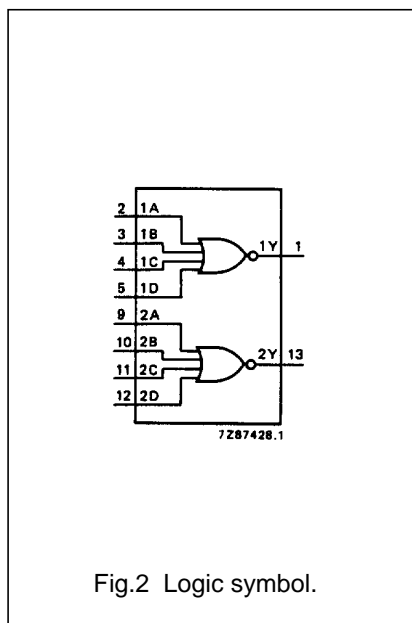 2 1A
3 1B
1Y 1
4 1C
5 1D
9 2A
10 2B
2Y 13
11 2C
12 2D
7Z87428.1
Fig.2 Logic symbol.